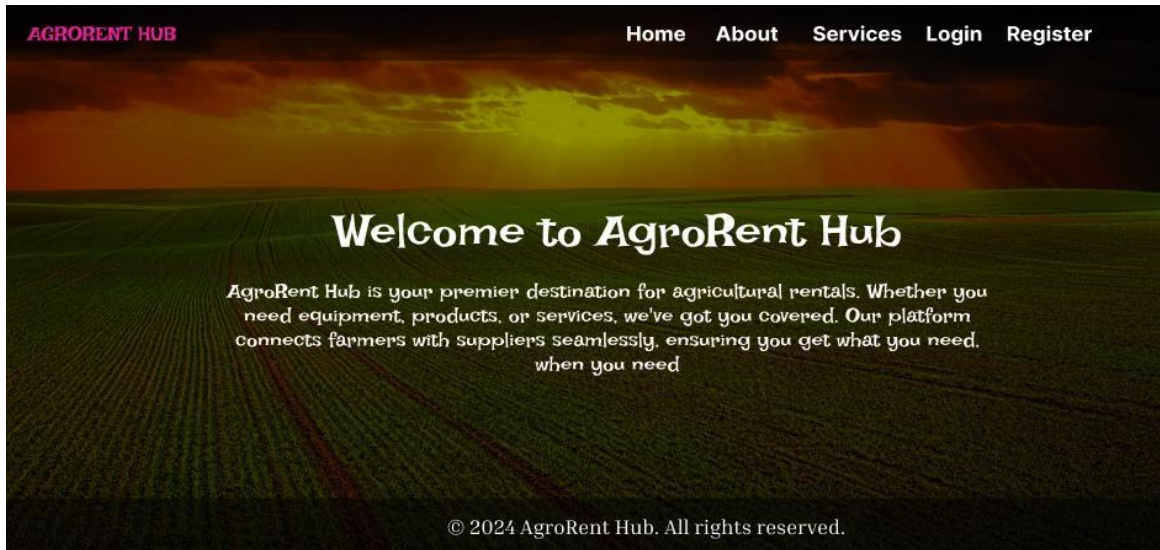 AGRORENT HUB
Home About Services Login Register
Welcome to AgroRent Hub
AgroRent Hub is your premier destination for agricultural rentals. Whether you
need equipment, products, or services, we've got you covered. Our platform
connects farmers with suppliers seamlessly, ensuring you get what you need,
when you need
© 2024 AgroRent Hub. All rights reserved.